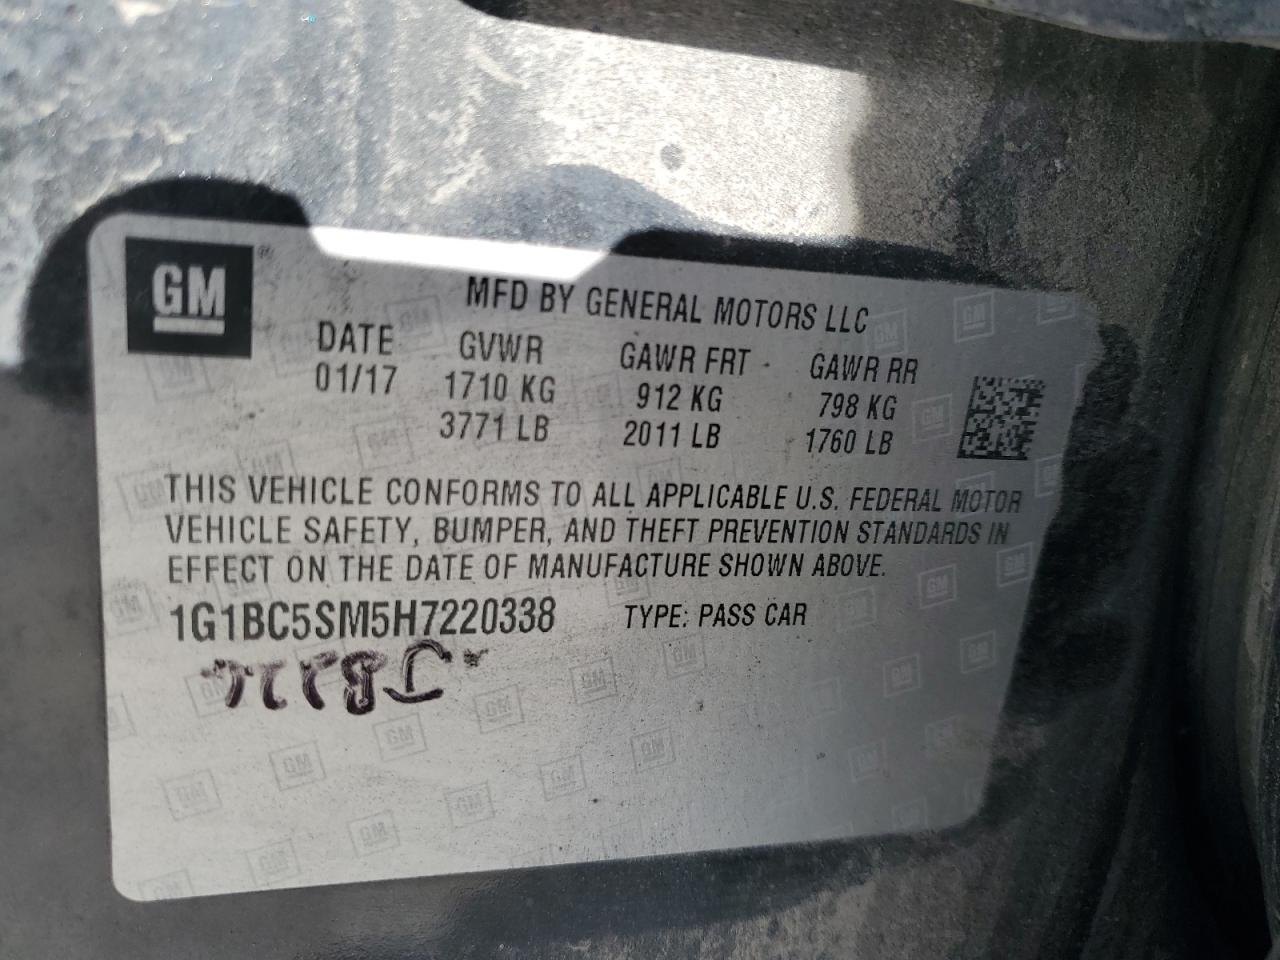 GM®
MFD BY GENERAL MOTORS LLC
DATE GVWR GAWR FRT GAWR RR
01/17 1710 KG 912 KG 798 KG
3771 LB 2011 LB 1760 LB
THIS VEHICLE CONFORMS TO ALL APPLICABLE U.S. FEDERAL MOTOR
VEHICLE SAFETY, BUMPER, AND THEFT PREVENTION STANDARDS IN
EFFECT ON THE DATE OF MANUFACTURE SHOWN ABOVE.
1G1BC5SM5H7220338 TYPE: PASS CAR